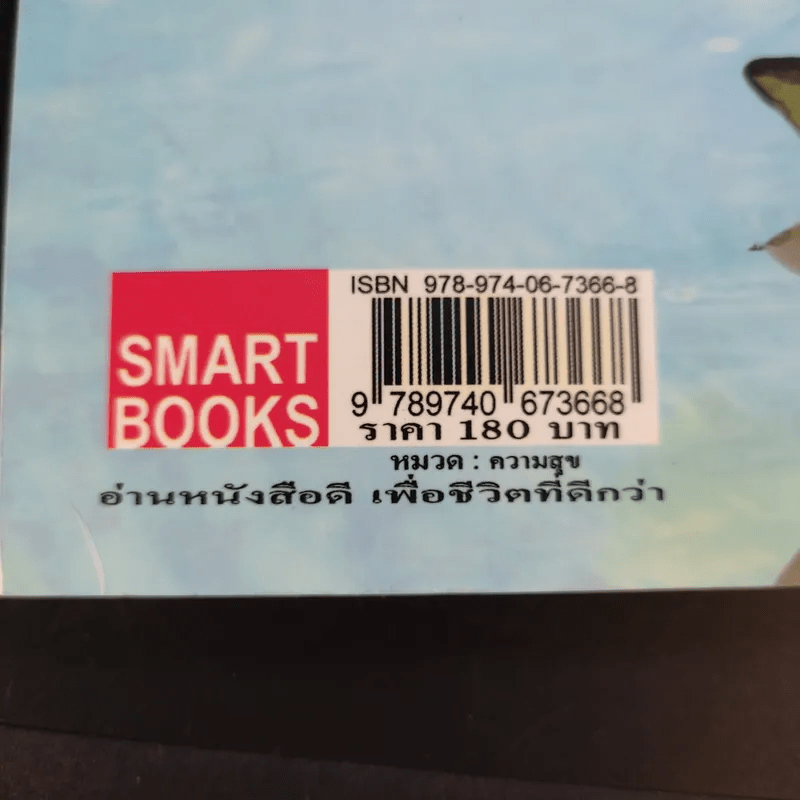 SMART
BOOKS
ISBN 978-974-06-7366-8
9 789740 673668
ราคา 180 บาท
หมวด : ความสุข
อ่านหนังสือดี เพื่อชีวิตที่ดีกว่า